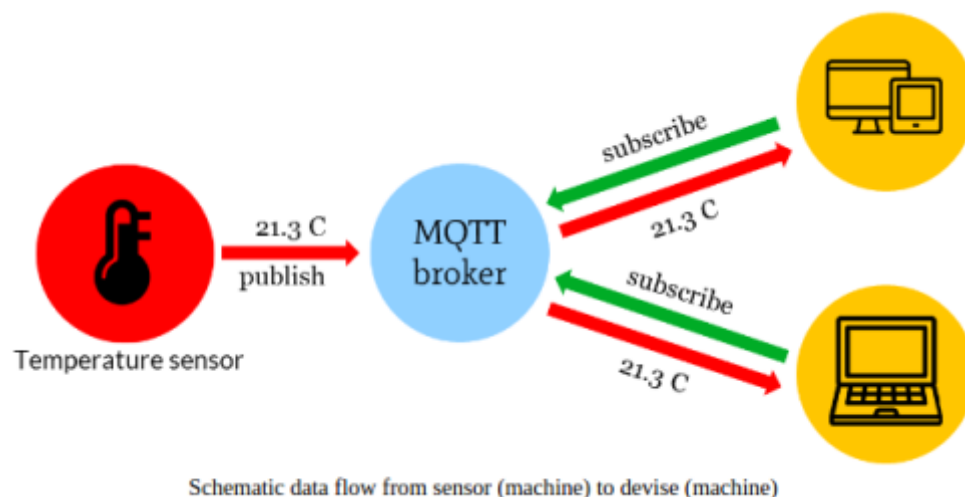 subscribe
21.3 C
21.3 C
publish
MQTT
broker
Temperature sensor
subscribe
21.3 C
Schematic data flow from sensor (machine) to devise (machine)